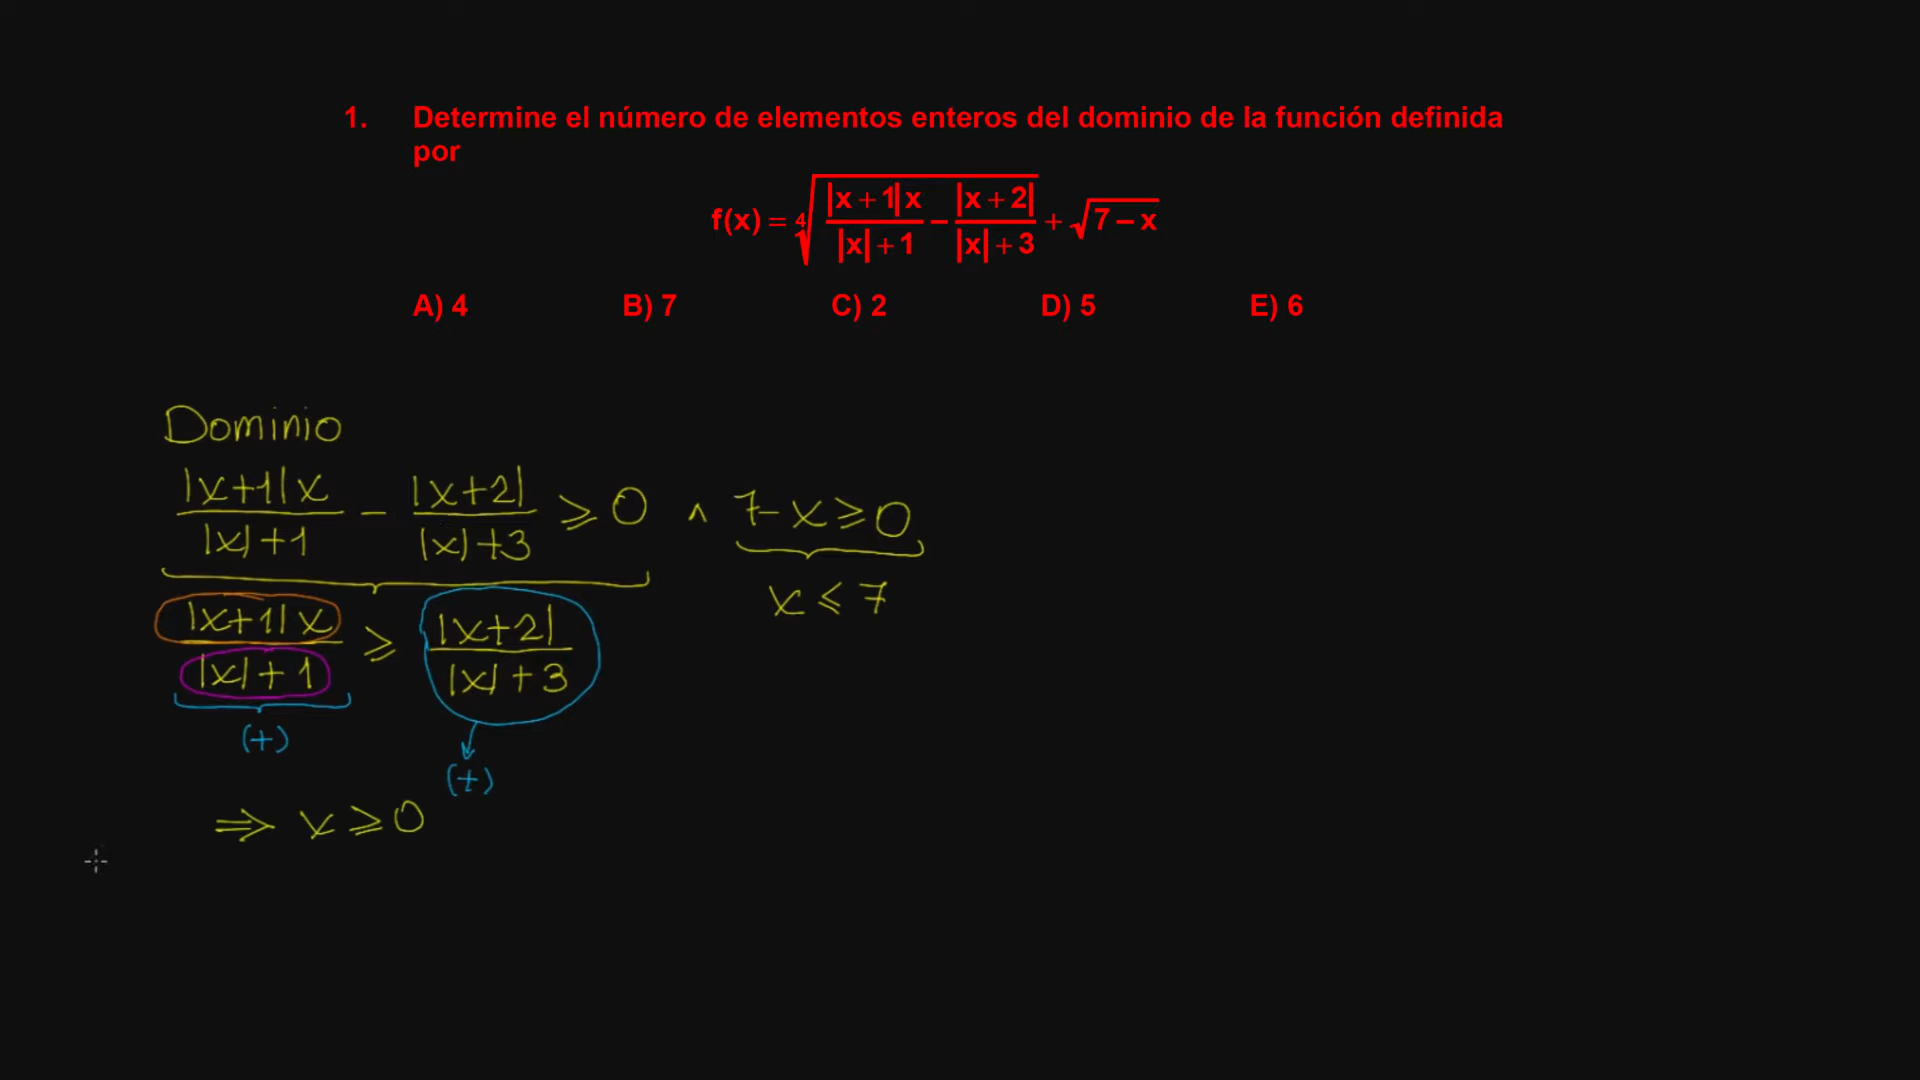 1. Determine el número de elementos enteros del dominio de la función definida
por
f(x) = ⁴√(|x+1|x / |x|+1 − |x+2| / |x|+3) + √(7−x)
A) 4 B) 7 C) 2 D) 5 E) 6
Dominio
|x+1|x / |x|+1 − |x+2| / |x|+3 ≥ 0 ∧ 7−x ≥ 0
|x+1|x / |x|+1 ≥ |x+2| / |x|+3
x ≤ 7
(+)
(+)
⇒ x ≥ 0